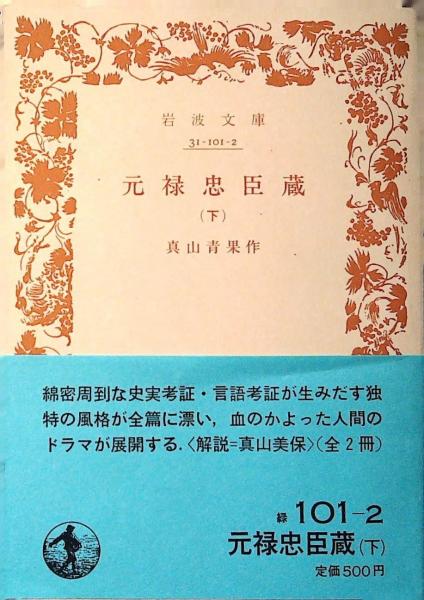 岩波文庫
31-101-2
元禄忠臣蔵
(下)
真山青果作
綿密周到な史実考証・言語考証が生みだす独
特の風格が全篇に漂い,血のかよった人間の
ドラマが展開する.〈解説=真山美保〉(全2冊)
緑 101-2
元禄忠臣蔵(下)
定価500円